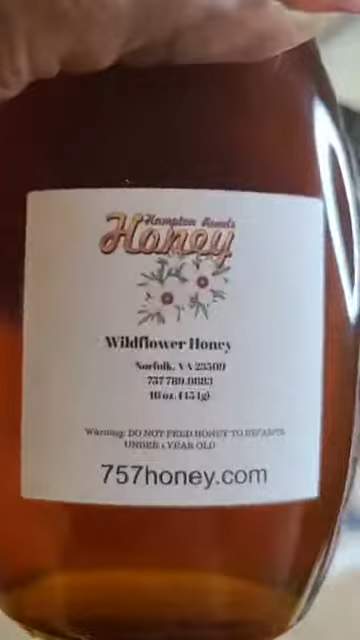 Hampton Roads
Honey
Wildflower Honey
Norfolk, VA 23509
757.789.0883
16 oz. (454g)
Warning: DO NOT FEED HONEY TO INFANTS
UNDER 1 YEAR OLD
757honey.com